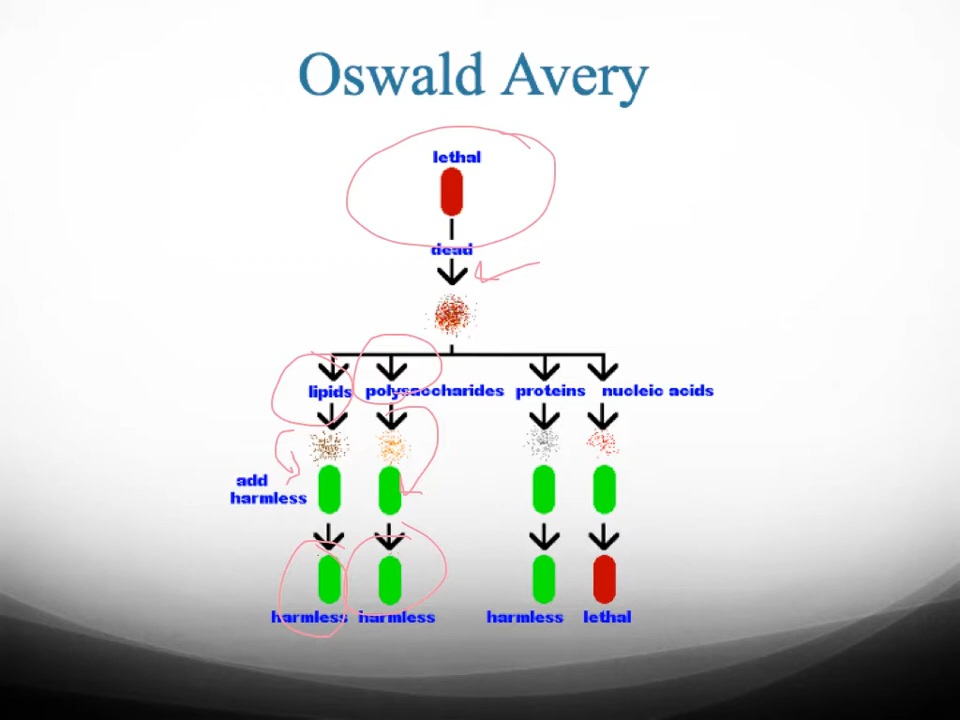 Oswald Avery
lethal
dead
lipids polysaccharides proteins nucleic acids
add
harmless
harmless harmless harmless lethal